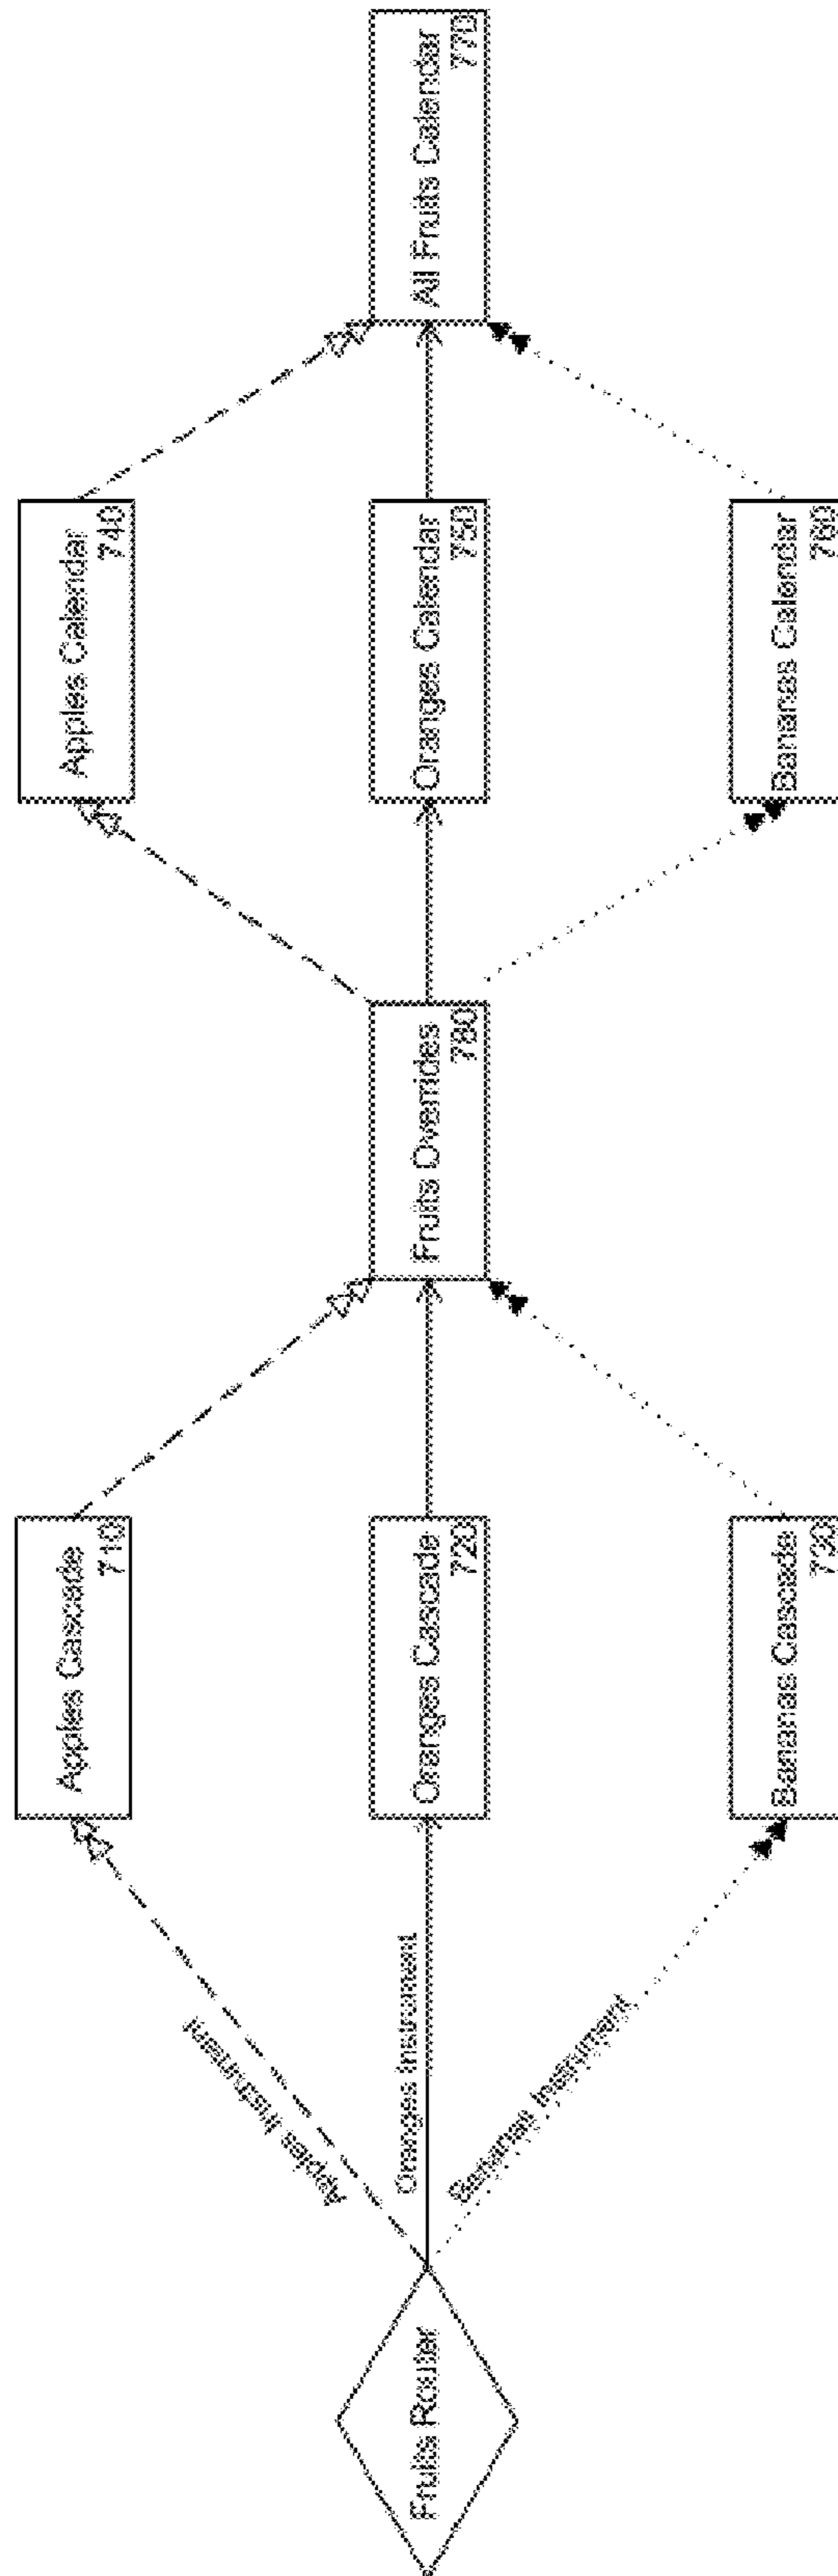 Fruits Router
Apples Instrument
Oranges Instrument
Bananas Instrument
Apples Cascade
710
Oranges Cascade
720
Bananas Cascade
730
Fruits Overrides
780
Apples Calendar
740
Oranges Calendar
750
Bananas Calendar
760
All Fruits Calendar
770